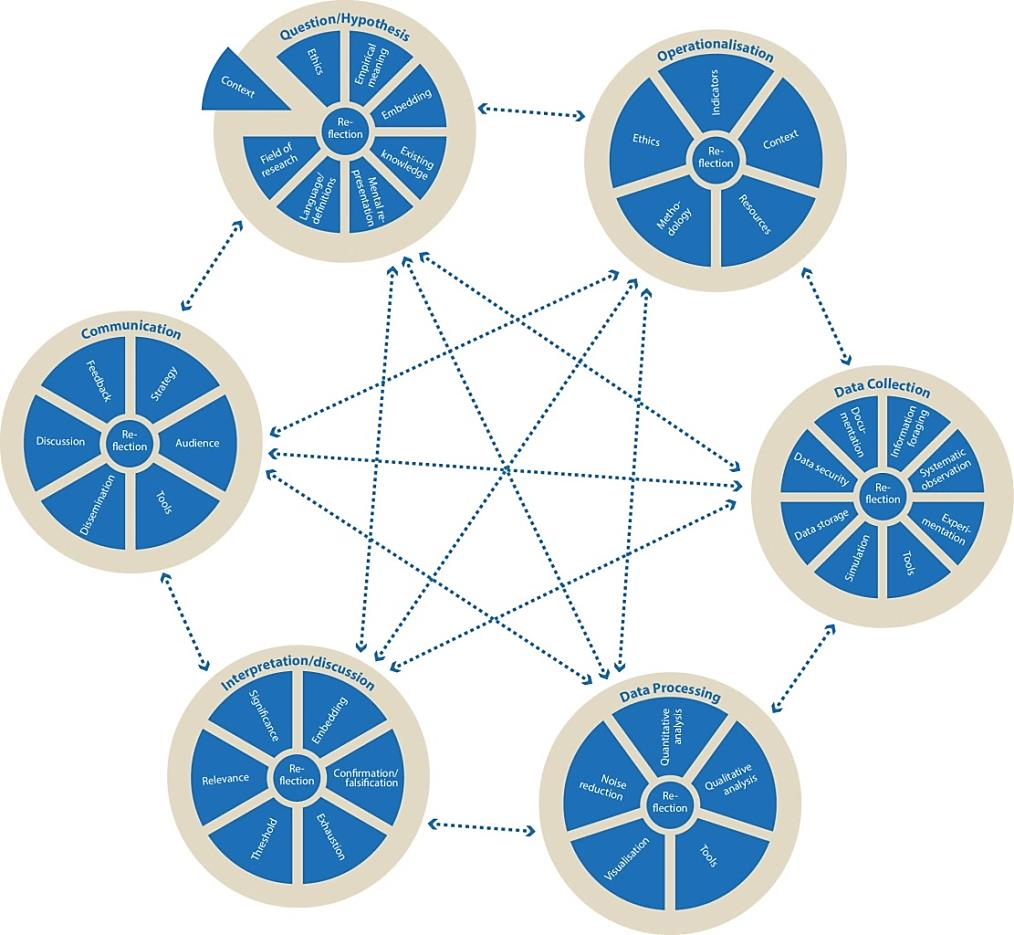 Question/Hypothesis
Context
Ethics
Empirical
meaning
Embedding
Existing
knowledge
Mental re-
presentation
Language/
definitions
Field of
research
Re-
flection
Operationalisation
Indicators
Context
Resources
Metho-
dology
Ethics
Re-
flection
Data Collection
Docu-
mentation
Information
foraging
Systematic
observation
Experi-
mentation
Tools
Simulation
Data storage
Data security
Re-
flection
Data Processing
Quantitative
analysis
Qualitative
analysis
Tools
Visualisation
Noise
reduction
Re-
flection
Interpretation/discussion
Significance
Embedding
Confirmation/
falsification
Exhaustion
Threshold
Relevance
Re-
flection
Communication
Feedback
Strategy
Audience
Tools
Dissemination
Discussion
Re-
flection